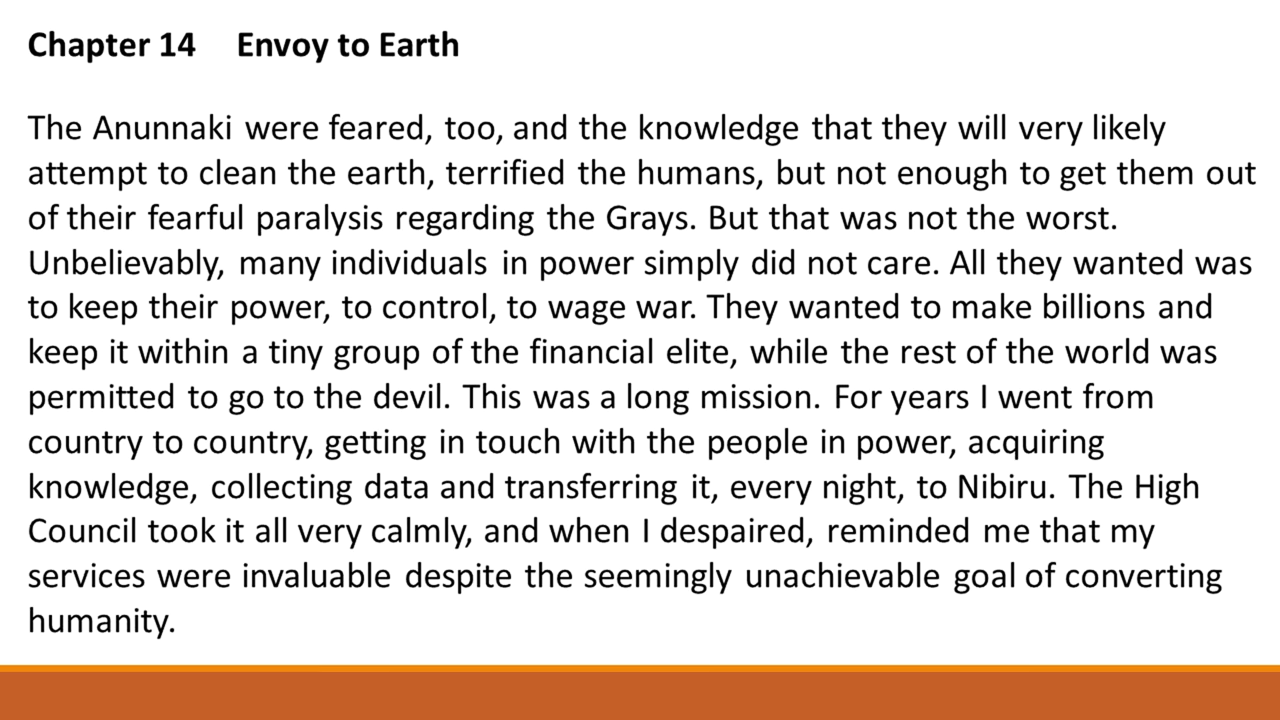 Chapter 14 Envoy to Earth
The Anunnaki were feared, too, and the knowledge that they will very likely
attempt to clean the earth, terrified the humans, but not enough to get them out
of their fearful paralysis regarding the Grays. But that was not the worst.
Unbelievably, many individuals in power simply did not care. All they wanted was
to keep their power, to control, to wage war. They wanted to make billions and
keep it within a tiny group of the financial elite, while the rest of the world was
permitted to go to the devil. This was a long mission. For years I went from
country to country, getting in touch with the people in power, acquiring
knowledge, collecting data and transferring it, every night, to Nibiru. The High
Council took it all very calmly, and when I despaired, reminded me that my
services were invaluable despite the seemingly unachievable goal of converting
humanity.